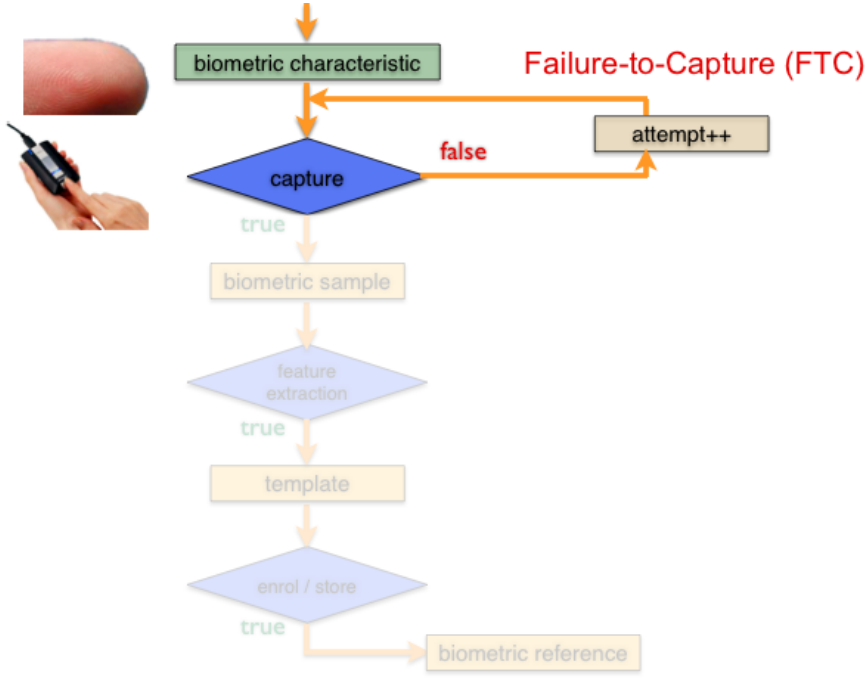 biometric characteristic
Failure-to-Capture (FTC)
attempt++
false
capture
true
biometric sample
feature
extraction
true
template
enrol / store
true
biometric reference